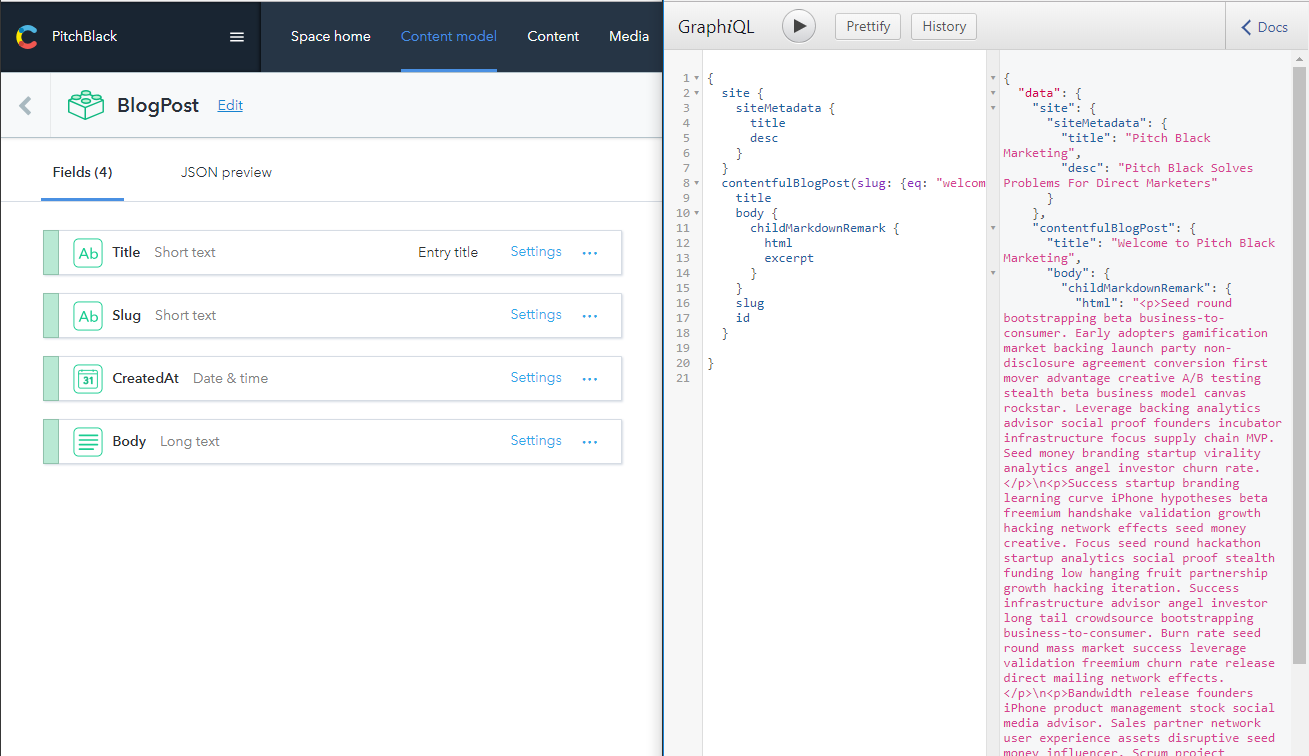 PitchBlack
Space home
Content model
Content
Media
BlogPost
Edit
Fields (4)
JSON preview
Ab Title Short text Entry title Settings ...
Ab Slug Short text Settings ...
31 CreatedAt Date & time Settings ...
Body Long text Settings ...
GraphiQL
Prettify
History
Docs
1 {
2 site {
3 siteMetadata {
4 title
5 desc
6 }
7 }
8 contentfulBlogPost(slug: {eq: "welcom
9 title
10 body {
11 childMarkdownRemark {
12 html
13 excerpt
14 }
15 }
16 slug
17 id
18 }
19
20 }
21
{
"data": {
"site": {
"siteMetadata": {
"title": "Pitch Black
Marketing",
"desc": "Pitch Black Solves
Problems For Direct Marketers"
}
},
"contentfulBlogPost": {
"title": "Welcome to Pitch Black
Marketing",
"body": {
"childMarkdownRemark": {
"html": "<p>Seed round
bootstrapping beta business-to-
consumer. Early adopters gamification
market backing launch party non-
disclosure agreement conversion first
mover advantage creative A/B testing
stealth beta business model canvas
rockstar. Leverage backing analytics
advisor social proof founders incubator
infrastructure focus supply chain MVP.
Seed money branding startup virality
analytics angel investor churn rate.
</p>\n<p>Success startup branding
learning curve iPhone hypotheses beta
freemium handshake validation growth
hacking network effects seed money
creative. Focus seed round hackathon
startup analytics social proof stealth
funding low hanging fruit partnership
growth hacking iteration. Success
infrastructure advisor angel investor
long tail crowdsource bootstrapping
business-to-consumer. Burn rate seed
round mass market success leverage
validation freemium churn rate release
direct mailing network effects.
</p>\n<p>Bandwidth release founders
iPhone product management stock social
media advisor. Sales partner network
user experience assets disruptive seed
money influencer. Scrum project